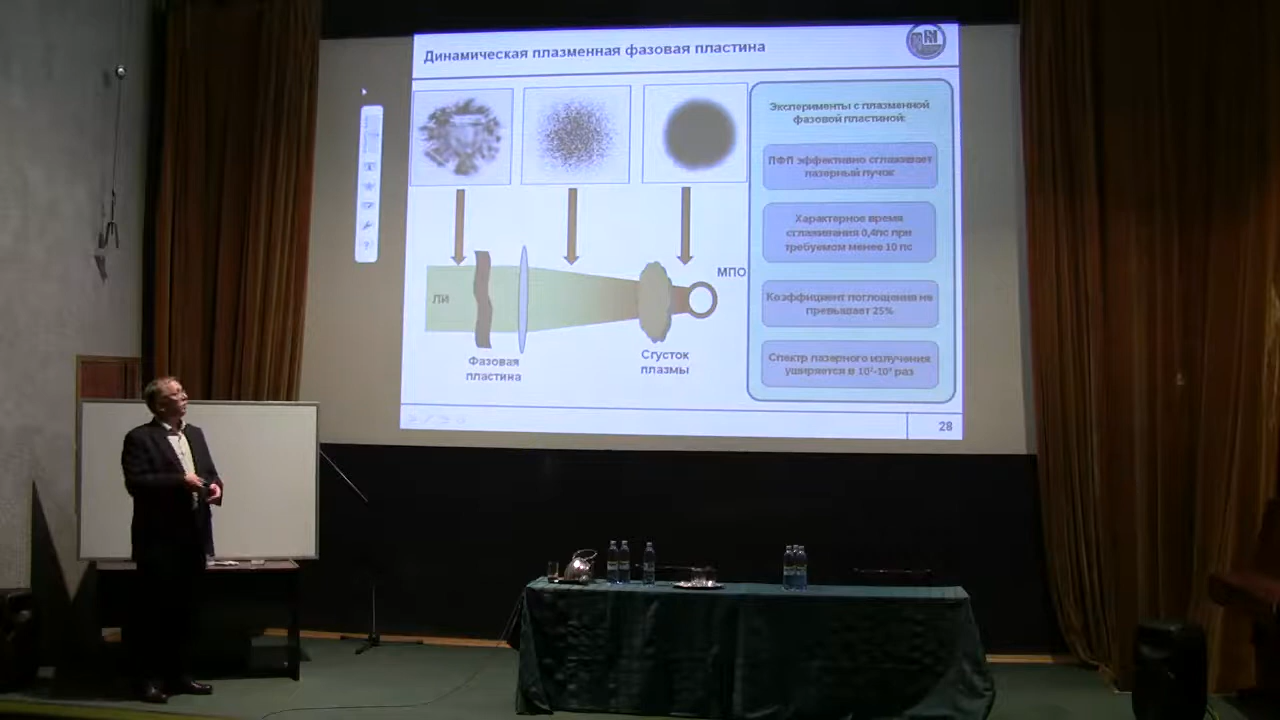 Динамическая плазменная фазовая пластина
Эксперименты с плазменной
фазовой пластиной:
ПФП эффективно сглаживает
лазерный пучок
Характерное время
сглаживания 0,4пс при
требуемом менее 10 пс
Коэффициент поглощения не
превышает 25%
Спектр лазерного излучения
уширяется в
раз
ЛИ
МПО
Фазовая
пластина
Сгусток
плазмы
28